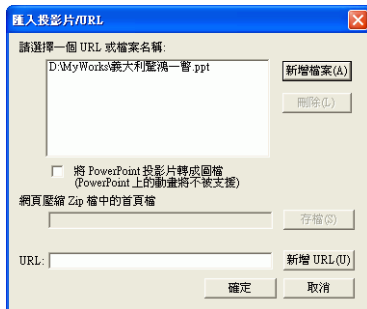 匯入投影片/URL
請選擇一個 URL 或檔案名稱:
D:\MyWorks\義大利驚鴻一瞥.ppt
新增檔案(A)
刪除(L)
將 PowerPoint 投影片轉成圖檔
(PowerPoint 上的動畫將不被支援)
網頁壓縮 Zip 檔中的首頁檔
存檔(S)
URL:
新增 URL(U)
確定
取消